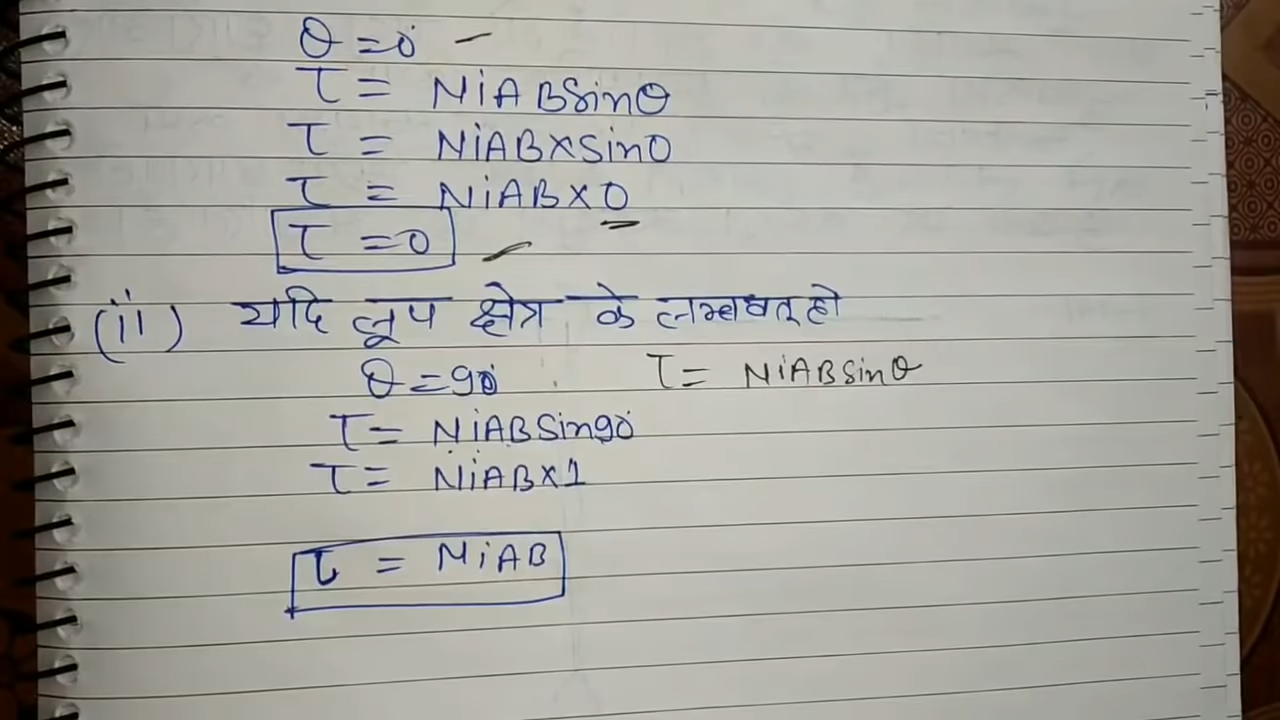 θ = 0°
τ = NiABsinθ
τ = NiAB×sin0
τ = NiAB×0
τ = 0
(ii) यदि लूप क्षेत्र के लम्बवत् हो
θ = 90° τ = NiABsinθ
τ = NiABsin90°
τ = NiAB×1
τ = NiAB